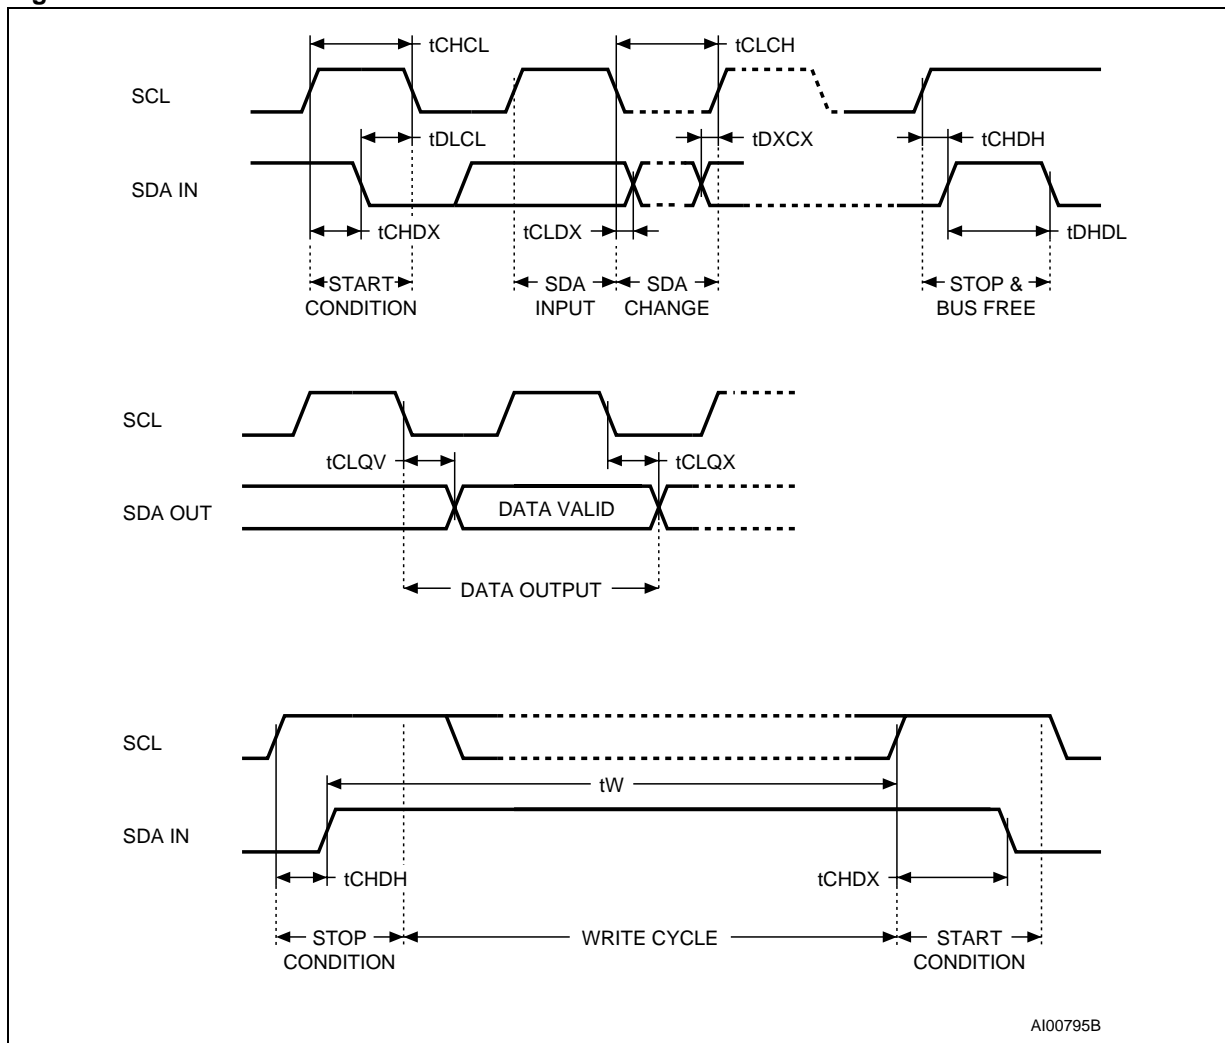 tCHCL
tCLCH
SCL
tDLCL
tDXCX
tCHDH
SDA IN
tCHDX
tCLDX
tDHDL
START
CONDITION
SDA
INPUT
SDA
CHANGE
STOP &
BUS FREE
SCL
tCLQV
tCLQX
SDA OUT
DATA VALID
DATA OUTPUT
SCL
tW
SDA IN
tCHDH
tCHDX
STOP
CONDITION
WRITE CYCLE
START
CONDITION
AI00795B